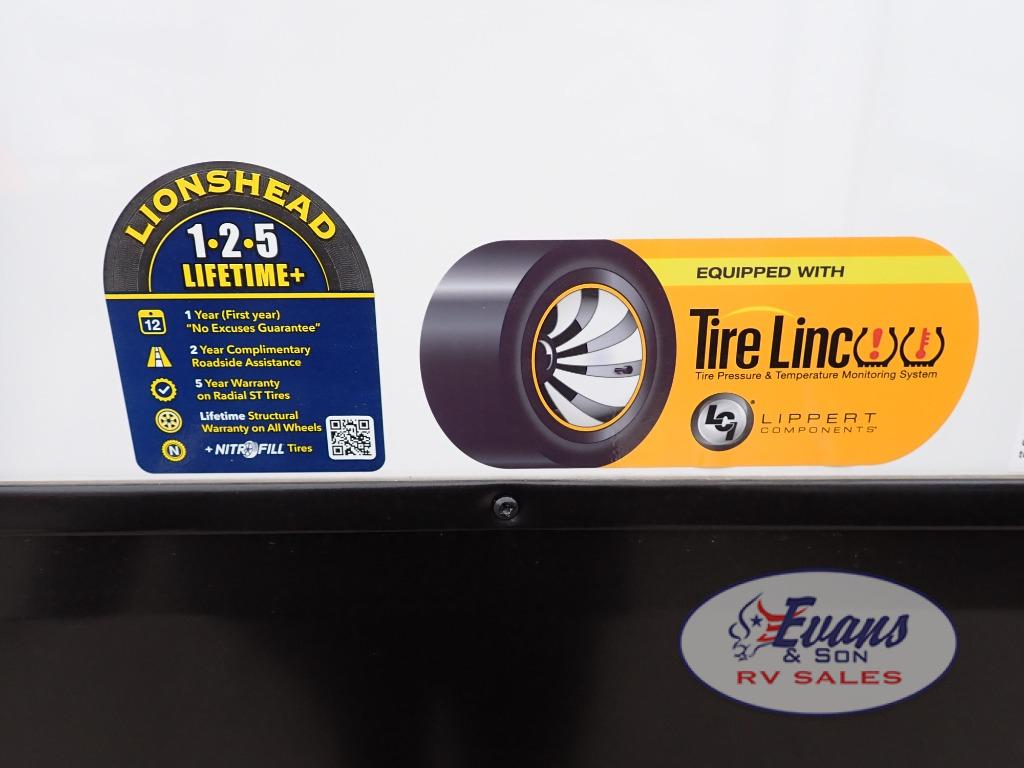 LIONSHEAD
1•2•5
LIFETIME+
12
1 Year (First year)
"No Excuses Guarantee"
2 Year Complimentary
Roadside Assistance
5 Year Warranty
on Radial ST Tires
Lifetime Structural
Warranty on All Wheels
N
+ NITROFILL Tires
EQUIPPED WITH
Tire Linc
Tire Pressure & Temperature Monitoring System
LCI
LIPPERT
COMPONENTS®
Evans
& SON
RV SALES